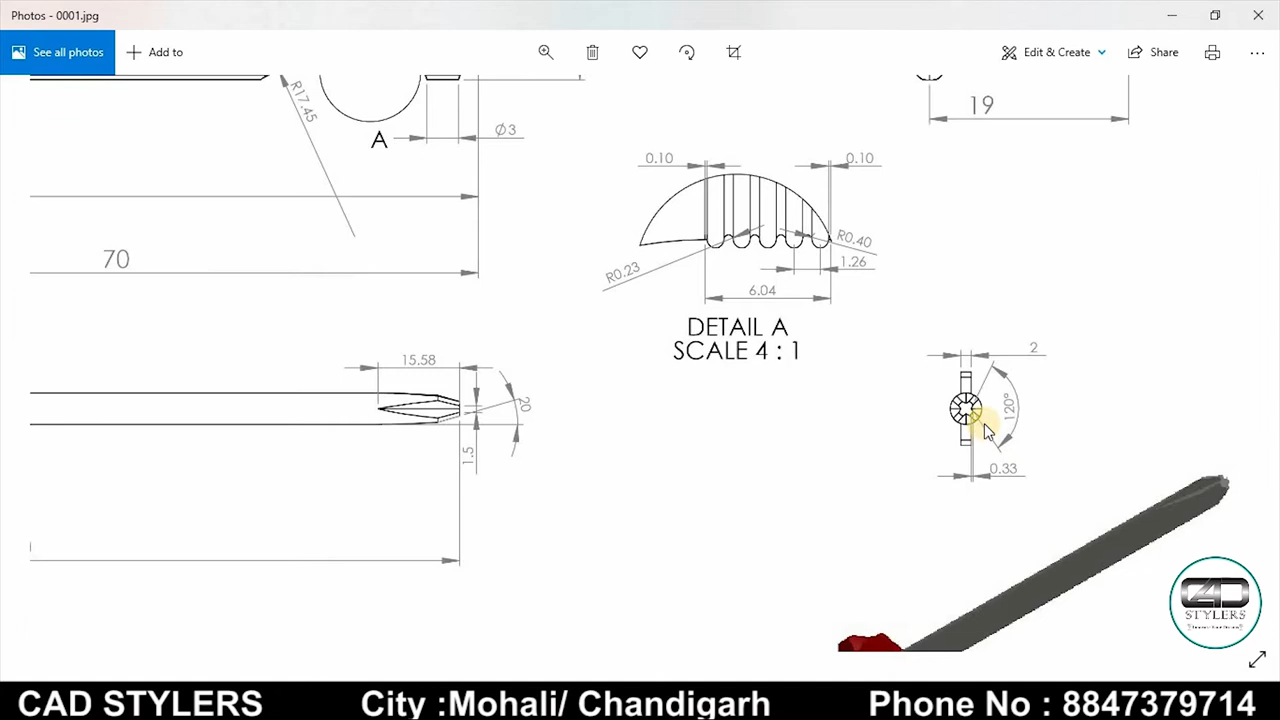 Photos - 0001.jpg
See all photos
Add to
Edit & Create
Share
R17.45
A
Ø3
19
0.10
0.10
70
R0.40
R0.23
1.26
6.04
DETAIL A
SCALE 4 : 1
15.58
20
1.5
2
120°
0.33
CAD
STYLERS
CAD STYLERS City :Mohali/ Chandigarh Phone No : 8847379714